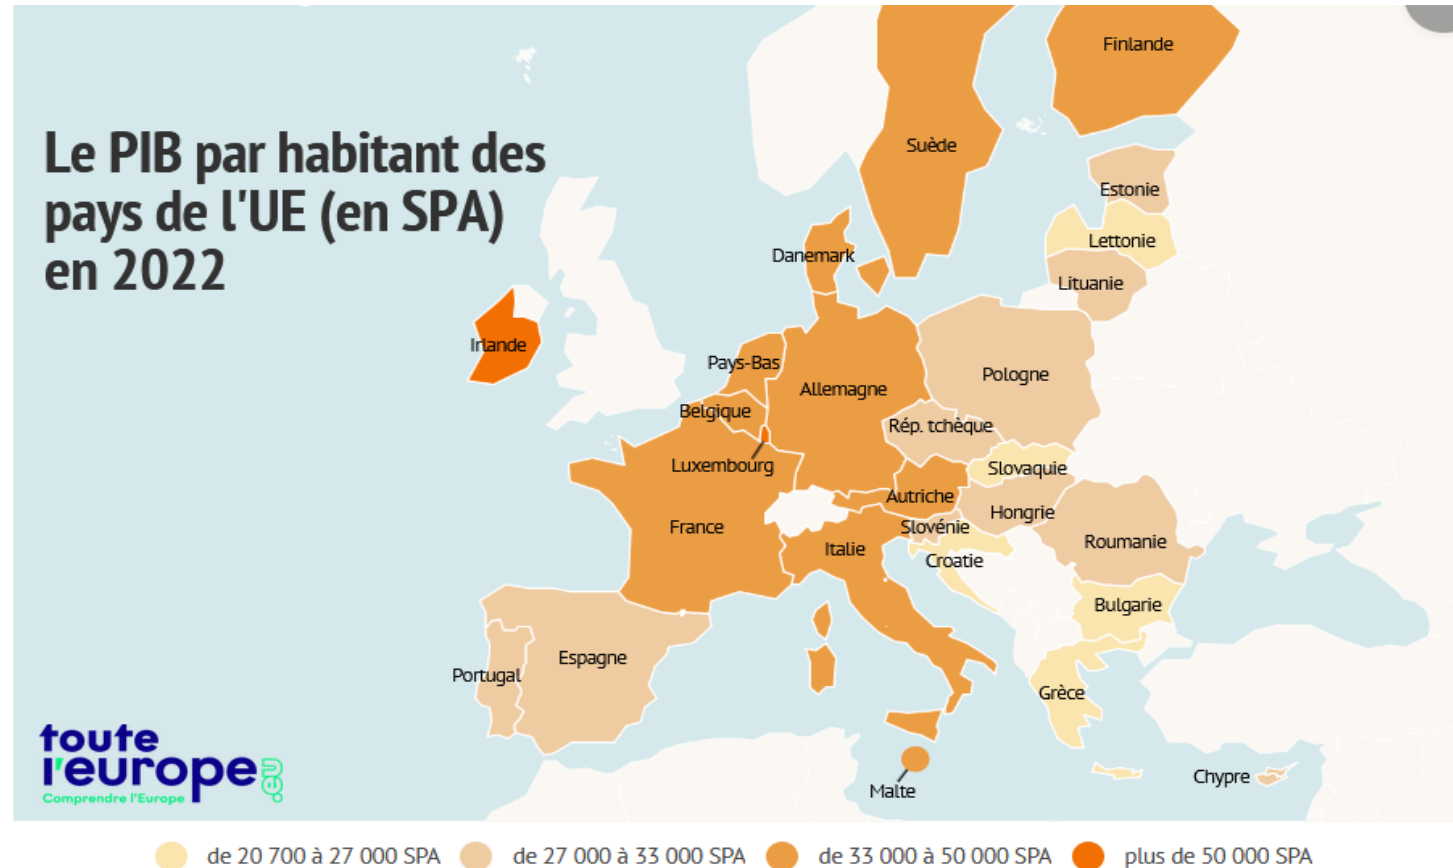 Le PIB par habitant des
pays de l'UE (en SPA)
en 2022
Finlande
Suède
Estonie
Lettonie
Danemark
Lituanie
Irlande
Pays-Bas
Pologne
Allemagne
Belgique
Rép. tchèque
Luxembourg
Slovaquie
Autriche
Hongrie
France
Slovénie
Roumanie
Italie
Croatie
Bulgarie
Espagne
Portugal
Grèce
Chypre
Malte
toute
l'europe.eu
Comprendre l'Europe
de 20 700 à 27 000 SPA
de 27 000 à 33 000 SPA
de 33 000 à 50 000 SPA
plus de 50 000 SPA